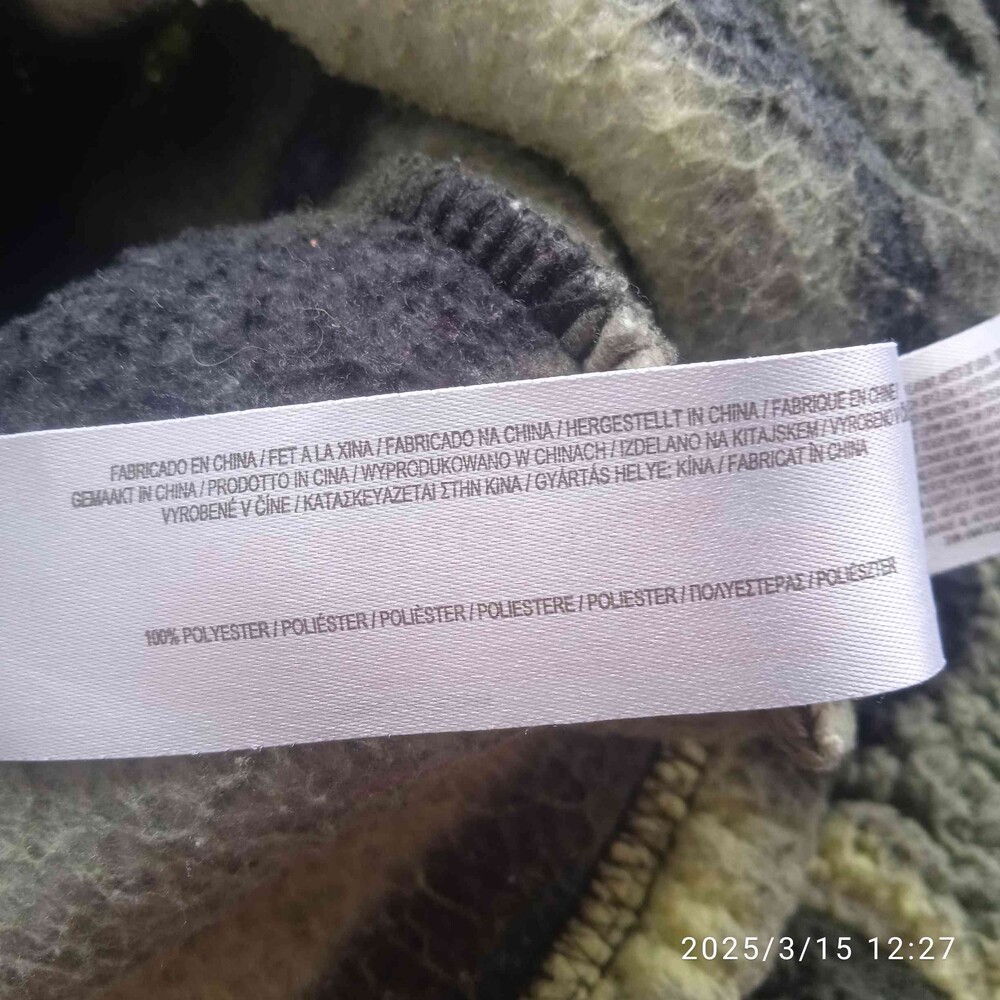 FABRICADO EN CHINA / FET A LA XINA / FABRICADO NA CHINA / HERGESTELLT IN CHINA / FABRIQUE EN CHINE
GEMAAKT IN CHINA / PRODOTTO IN CINA / WYPRODUKOWANO W CHINACH / IZDELANO NA KITAJSKEM / VYROBENÉ V
VYROBENÉ V ČÍNE / ΚΑΤΑΣΚΕΥΑΖΕΤΑΙ ΣΤΗΝ ΚΙΝΑ / GYÁRTÁS HELYE: KÍNA / FABRICAT ÎN CHINA
100% POLYESTER / POLIÉSTER / POLIÈSTER / POLIESTERE / POLIESTER / ΠΟΛΥΕΣΤΕΡΑΣ / POLIÉSZTER
2025/3/15 12:27